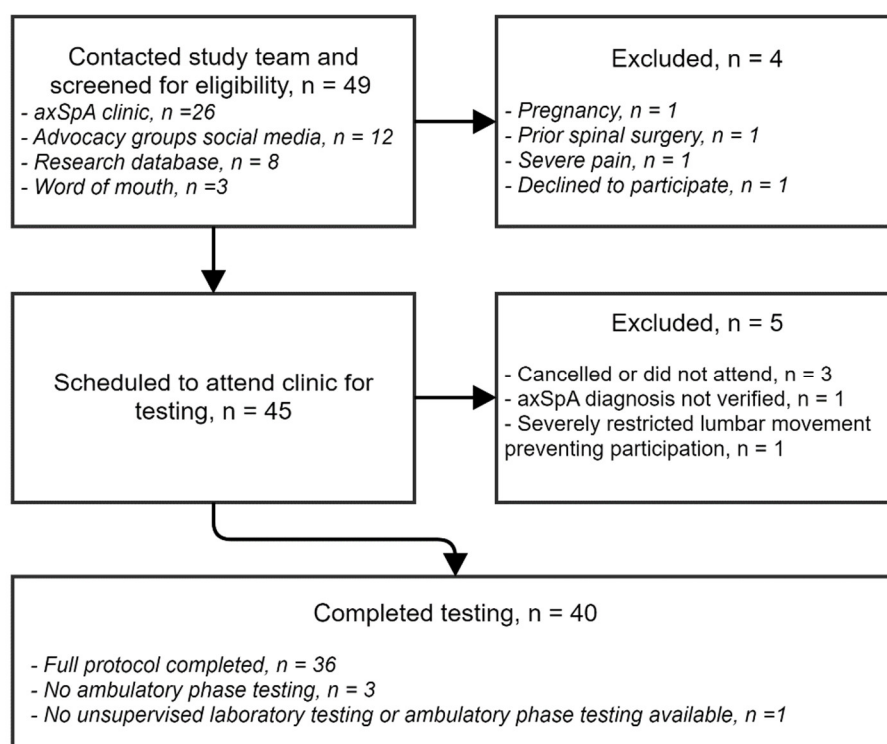 Contacted study team and
screened for eligibility, n = 49
- axSpA clinic, n =26
- Advocacy groups social media, n = 12
- Research database, n = 8
- Word of mouth, n =3
Excluded, n = 4
- Pregnancy, n = 1
- Prior spinal surgery, n = 1
- Severe pain, n = 1
- Declined to participate, n = 1
Scheduled to attend clinic for
testing, n = 45
Excluded, n = 5
- Cancelled or did not attend, n = 3
- axSpA diagnosis not verified, n = 1
- Severely restricted lumbar movement
preventing participation, n = 1
Completed testing, n = 40
- Full protocol completed, n = 36
- No ambulatory phase testing, n = 3
- No unsupervised laboratory testing or ambulatory phase testing available, n =1